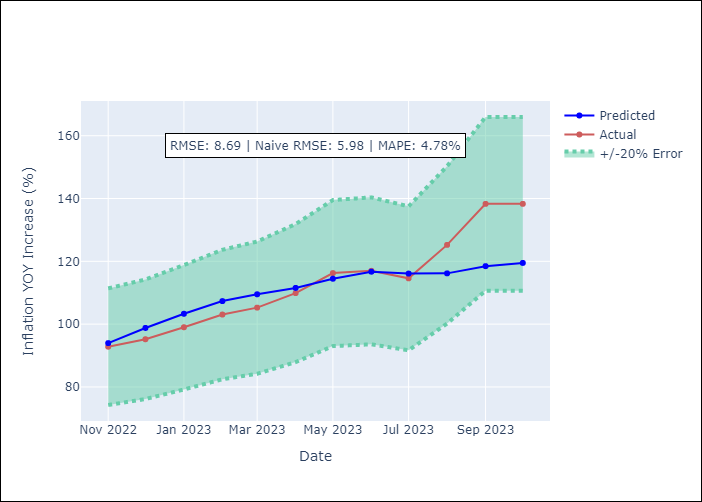 RMSE: 8.69 | Naive RMSE: 5.98 | MAPE: 4.78%
Predicted
Actual
+/-20% Error
Inflation YOY Increase (%)
160
140
120
100
80
Nov 2022 Jan 2023 Mar 2023 May 2023 Jul 2023 Sep 2023
Date